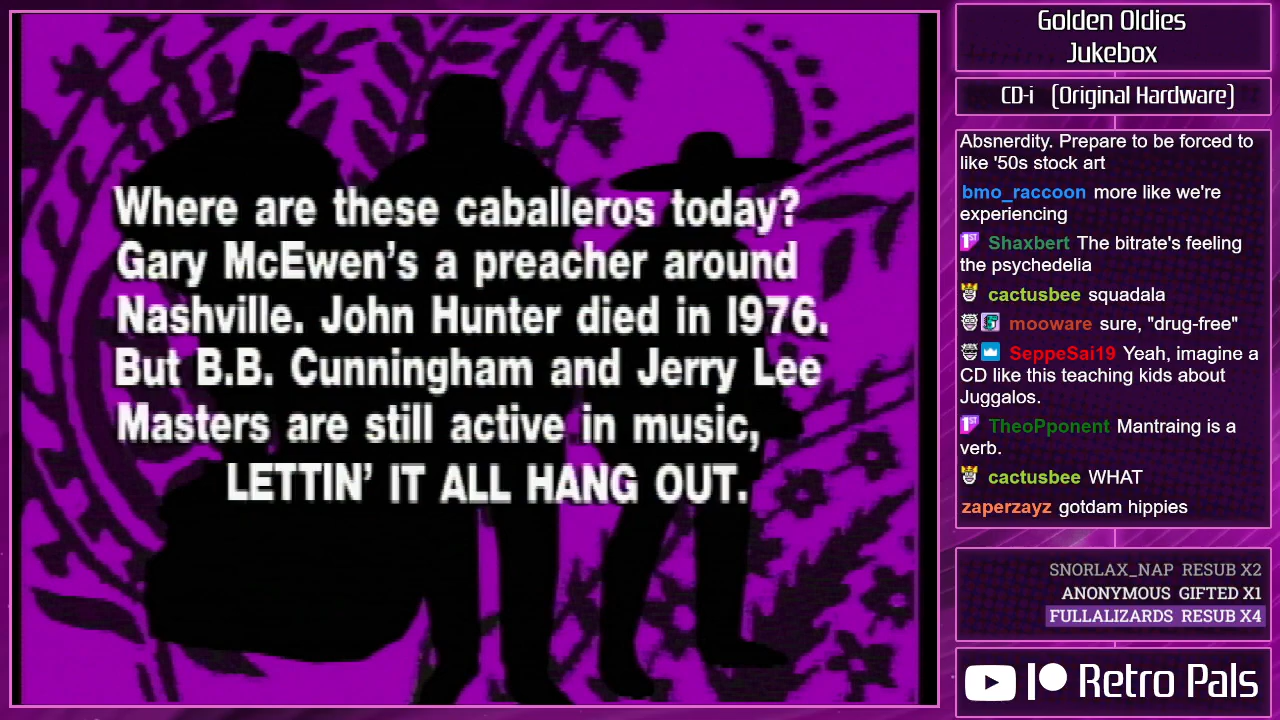 Where are these caballeros today?
Gary McEwen's a preacher around
Nashville. John Hunter died in 1976.
But B.B. Cunningham and Jerry Lee
Masters are still active in music,
LETTIN' IT ALL HANG OUT.
Golden Oldies
Jukebox
CD-i (Original Hardware)
Absnerdity. Prepare to be forced to
like '50s stock art
bmo_raccoon more like we're
experiencing
1ST Shaxbert The bitrate's feeling
the psychedelia
cactusbee squadala
mooware sure, "drug-free"
SeppeSai19 Yeah, imagine a
CD like this teaching kids about
Juggalos.
1ST TheoPponent Mantraing is a
verb.
cactusbee WHAT
zaperzayz gotdam hippies
SNORLAX_NAP RESUB X2
ANONYMOUS GIFTED X1
FULLALIZARDS RESUB X4
Retro Pals